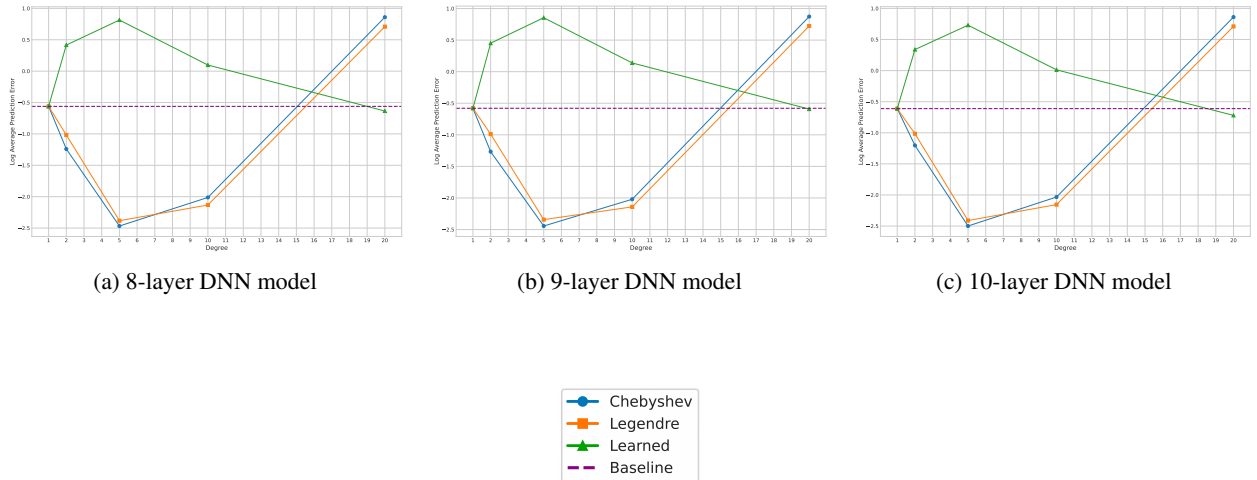 1.0
0.5
0.0
−0.5
−1.0
−1.5
−2.0
−2.5
Log Average Prediction Error
1 2 3 4 5 6 7 8 9 10 11 12 13 14 15 16 17 18 19 20
Degree
(a) 8-layer DNN model
1.0
0.5
0.0
−0.5
−1.0
−1.5
−2.0
−2.5
Log Average Prediction Error
1 2 3 4 5 6 7 8 9 10 11 12 13 14 15 16 17 18 19 20
Degree
(b) 9-layer DNN model
1.0
0.5
0.0
−0.5
−1.0
−1.5
−2.0
−2.5
Log Average Prediction Error
1 2 3 4 5 6 7 8 9 10 11 12 13 14 15 16 17 18 19 20
Degree
(c) 10-layer DNN model
Chebyshev
Legendre
Learned
Baseline